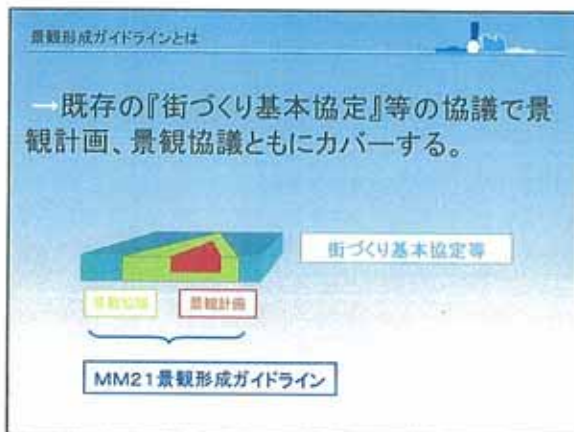 景観形成ガイドラインとは
→既存の『街づくり基本協定』等の協議で景
観計画、景観協議ともにカバーする。
街づくり基本協定等
景観協議
景観計画
MM21景観形成ガイドライン